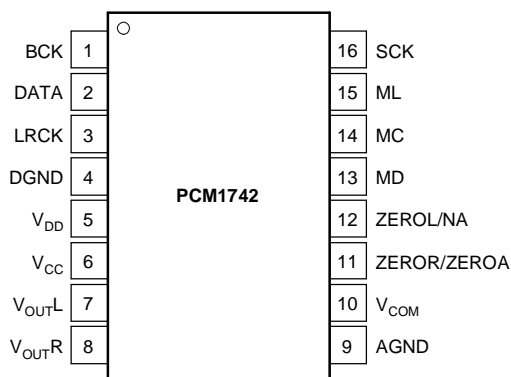 BCK 1 16 SCK
DATA 2 15 ML
LRCK 3 14 MC
DGND 4 13 MD
PCM1742
VDD 5 12 ZEROL/NA
VCC 6 11 ZEROR/ZEROA
VOUTL 7 10 VCOM
VOUTR 8 9 AGND